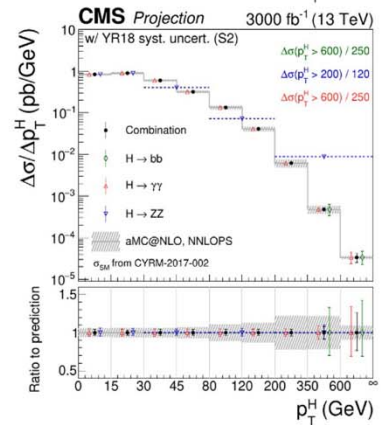 CMS Projection 3000 fb⁻¹ (13 TeV)
w/ YR18 syst. uncert. (S2)
Δσ(p_T^H > 600) / 250
Δσ(p_T^H > 200) / 120
Δσ(p_T^H > 600) / 250
Δσ/Δp_T^H (pb/GeV)
10
1
10⁻¹
10⁻²
10⁻³
10⁻⁴
10⁻⁵
Combination
H → bb
H → γγ
H → ZZ
aMC@NLO, NNLOPS
σ_SM from CYRM-2017-002
Ratio to prediction
1.5
1.0
0.5
0 15 15 30 45 80 120 200 350 600 ∞
p_T^H (GeV)